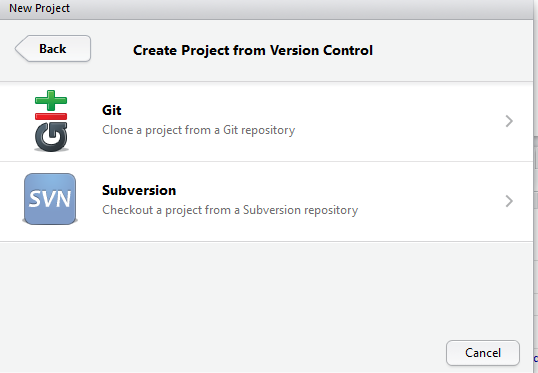 New Project
Back
Create Project from Version Control
Git
Clone a project from a Git repository
SVN
Subversion
Checkout a project from a Subversion repository
Cancel